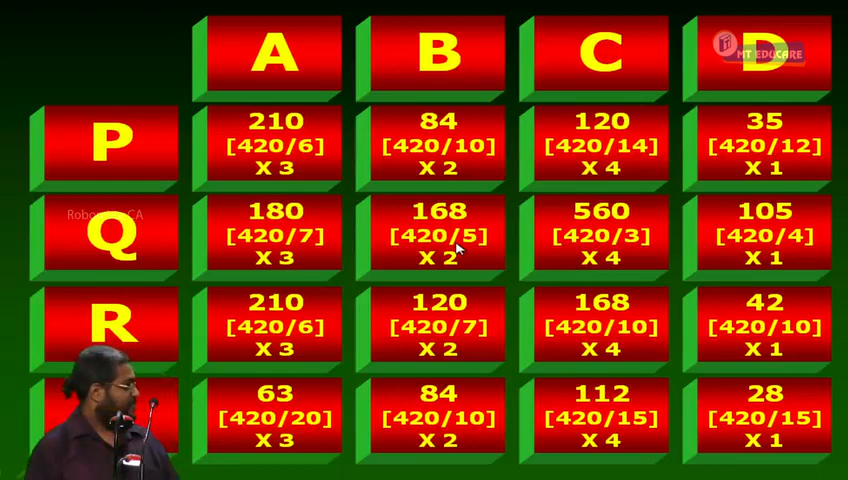 A B C D
MT EDUCARE
P 210 84 120 35
[420/6] [420/10] [420/14] [420/12]
X 3 X 2 X 4 X 1
Q 180 168 560 105
[420/7] [420/5] [420/3] [420/4]
X 3 X 2 X 4 X 1
R 210 120 168 42
[420/6] [420/7] [420/10] [420/10]
X 3 X 2 X 4 X 1
63 84 112 28
[420/20] [420/10] [420/15] [420/15]
X 3 X 2 X 4 X 1